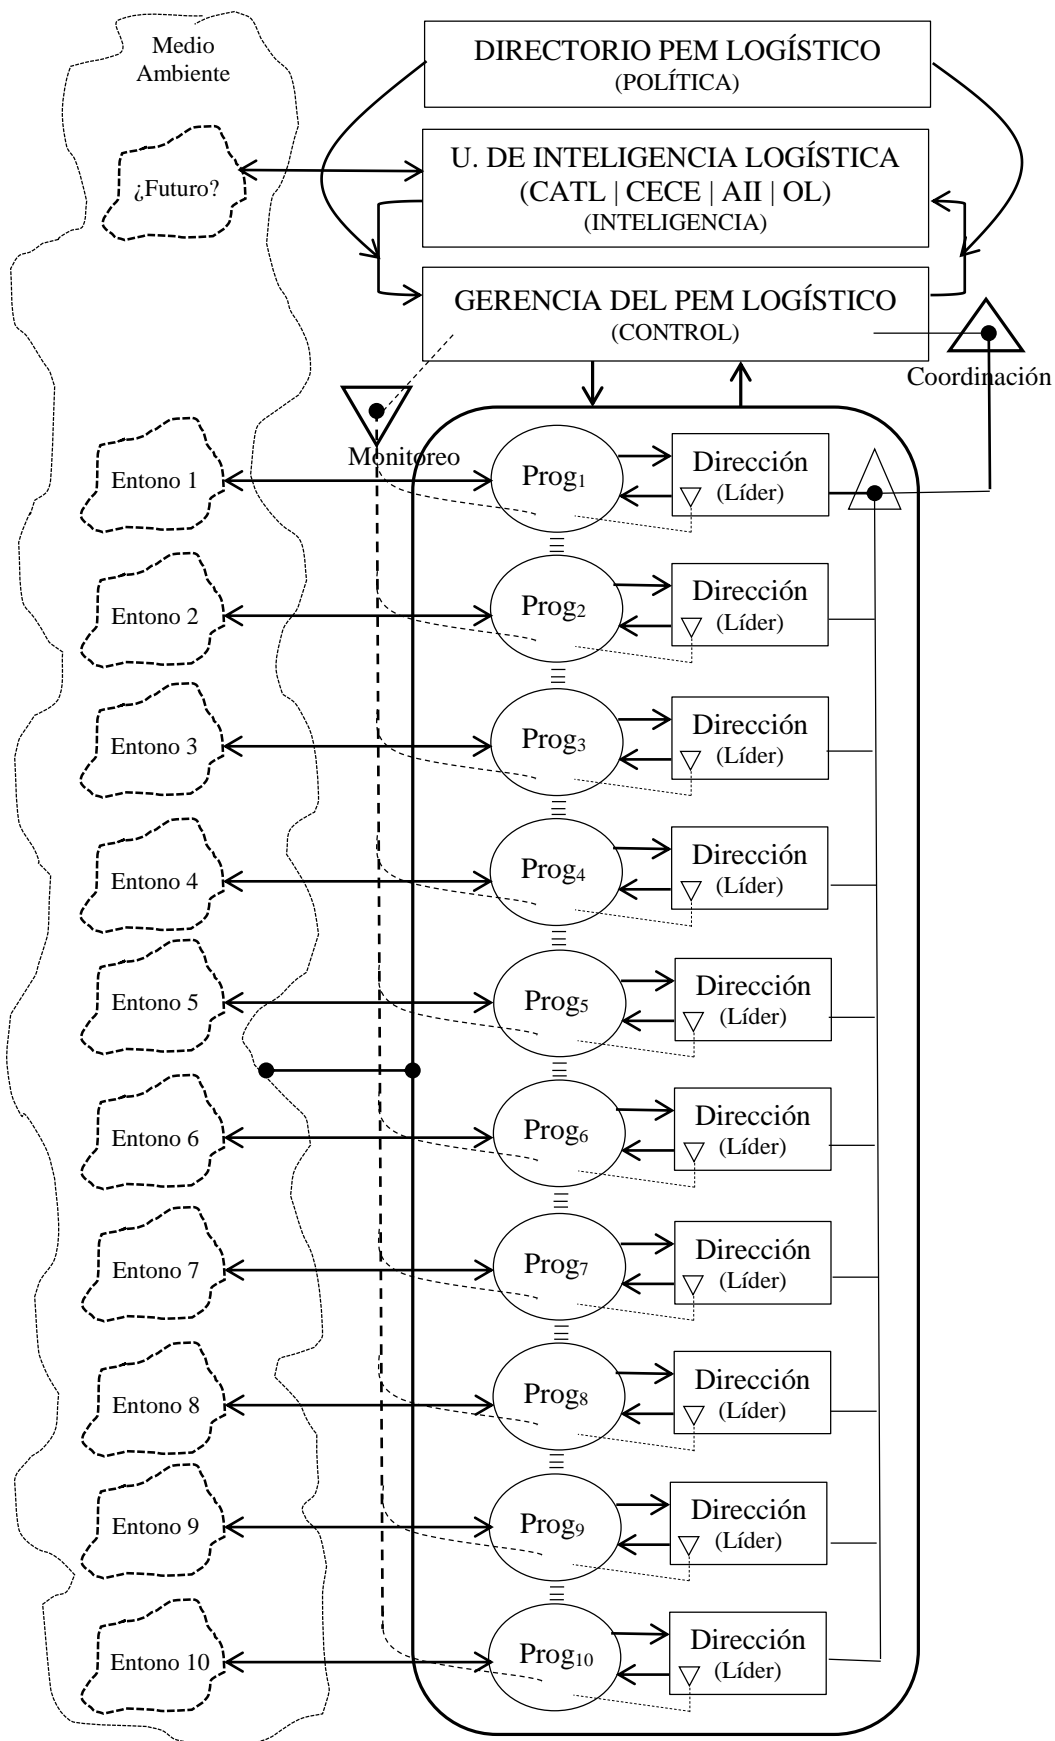 Medio
Ambiente
DIRECTORIO PEM LOGÍSTICO
(POLÍTICA)
¿Futuro?
U. DE INTELIGENCIA LOGÍSTICA
(CATL | CECE | AII | OL)
(INTELIGENCIA)
GERENCIA DEL PEM LOGÍSTICO
(CONTROL)
Coordinación
Monitoreo
Entono 1
Prog1
Dirección
(Líder)
Entono 2
Prog2
Dirección
(Líder)
Entono 3
Prog3
Dirección
(Líder)
Entono 4
Prog4
Dirección
(Líder)
Entono 5
Prog5
Dirección
(Líder)
Entono 6
Prog6
Dirección
(Líder)
Entono 7
Prog7
Dirección
(Líder)
Entono 8
Prog8
Dirección
(Líder)
Entono 9
Prog9
Dirección
(Líder)
Entono 10
Prog10
Dirección
(Líder)